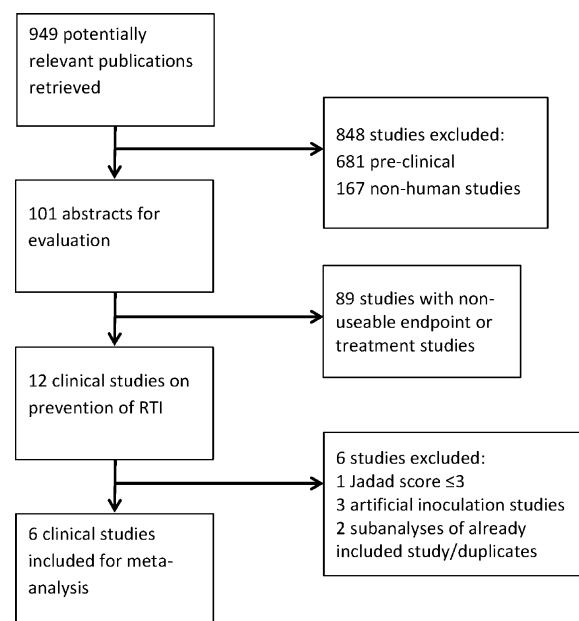 949 potentially
relevant publications
retrieved
848 studies excluded:
681 pre-clinical
167 non-human studies
101 abstracts for
evaluation
89 studies with non-
useable endpoint or
treatment studies
12 clinical studies on
prevention of RTI
6 studies excluded:
1 Jadad score ≤3
3 artificial inoculation studies
2 subanalyses of already
included study/duplicates
6 clinical studies
included for meta-
analysis